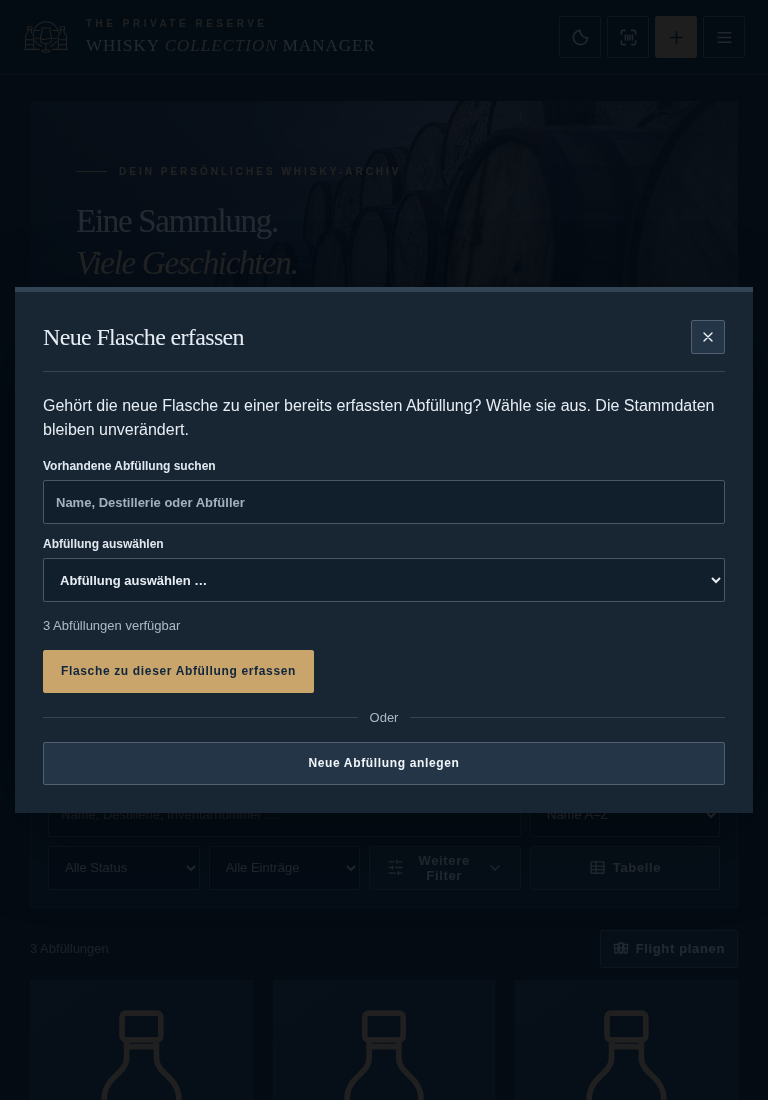 THE PRIVATE RESERVE
WHISKY COLLECTION MANAGER
DEIN PERSÖNLICHES WHISKY-ARCHIV
Eine Sammlung.
Viele Geschichten.
Neue Flasche erfassen
Gehört die neue Flasche zu einer bereits erfassten Abfüllung? Wähle sie aus. Die Stammdaten
bleiben unverändert.
Vorhandene Abfüllung suchen
Name, Destillerie oder Abfüller
Abfüllung auswählen
Abfüllung auswählen …
3 Abfüllungen verfügbar
Flasche zu dieser Abfüllung erfassen
Oder
Neue Abfüllung anlegen
Name, Destillerie, Inventarnummer … Name A–Z
Alle Status Alle Einträge Weitere Filter Tabelle
3 Abfüllungen Flight planen